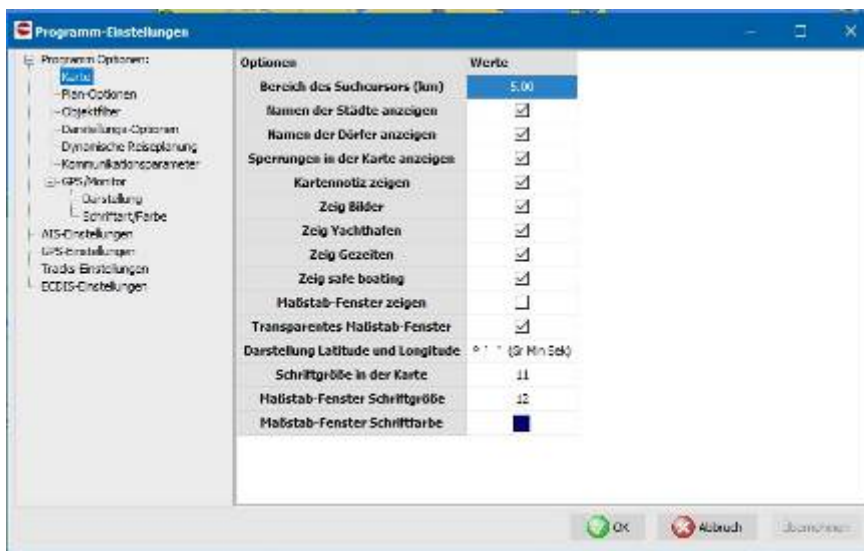 Programm-Einstellungen
Programm Optionen:
Karte
Plan-Optionen
Objektfilter
Darstellungs-Optionen
Dynamische Reiseplanung
Kommunikationsparameter
GPS/Monitor
Darstellung
Schriftart/Farbe
AIS-Einstellungen
GPS-Einstellungen
Tracks Einstellungen
ECDIS-Einstellungen
Optionen Werte
Bereich des Suchcursors (km) 5.00
Namen der Städte anzeigen
Namen der Dörfer anzeigen
Sperrungen in der Karte anzeigen
Kartennotiz zeigen
Zeig Bilder
Zeig Yachthafen
Zeig Gezeiten
Zeig safe boating
Maßstab-Fenster zeigen
Transparentes Maßstab-Fenster
Darstellung Latitude und Longitude ° ' " (Gr Min Sek)
Schriftgröße in der Karte 11
Maßstab-Fenster Schriftgröße 12
Maßstab-Fenster Schriftfarbe
OK Abbruch Übernehmen